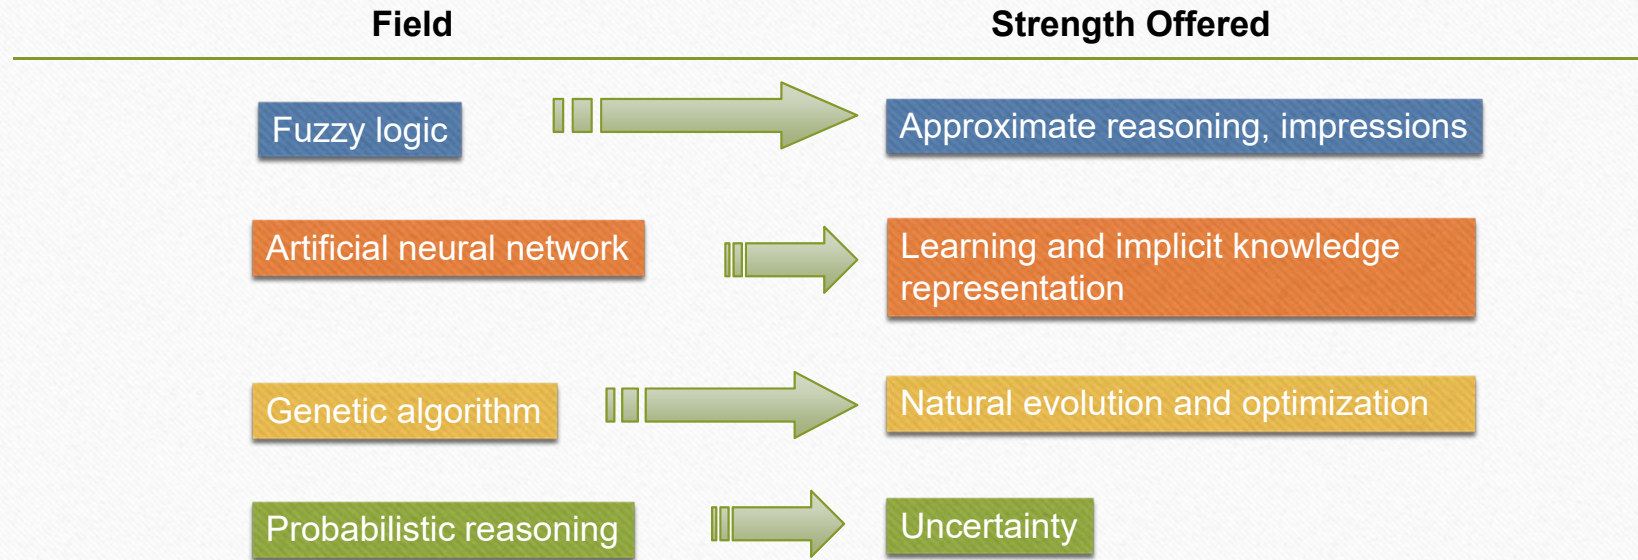 Field
Strength Offered
Fuzzy logic
Approximate reasoning, impressions
Artificial neural network
Learning and implicit knowledge
representation
Genetic algorithm
Natural evolution and optimization
Probabilistic reasoning
Uncertainty